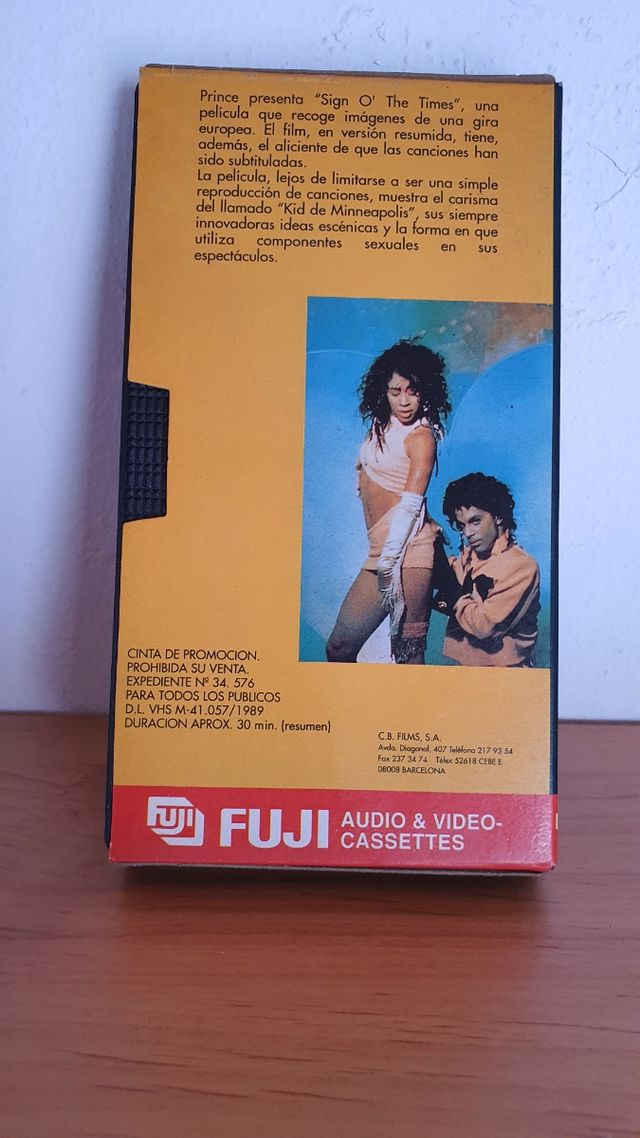 Prince presenta "Sign O' The Times", una
película que recoge imágenes de una gira
europea. El film, en versión resumida, tiene,
además, el aliciente de que las canciones han
sido subtituladas.
La película, lejos de limitarse a ser una simple
reproducción de canciones, muestra el carisma
del llamado "Kid de Minneapolis", sus siempre
innovadoras ideas escénicas y la forma en que
utiliza componentes sexuales en sus
espectáculos.
CINTA DE PROMOCION.
PROHIBIDA SU VENTA.
EXPEDIENTE Nº 34. 576
PARA TODOS LOS PUBLICOS
D.L. VHS M-41.057/1989
DURACION APROX. 30 min. (resumen)
C.B. FILMS, S.A.
Avda. Diagonal, 407 Teléfono 217 93 54
Fax 237 34 74 Télex 52618 CEBE E
08008 BARCELONA
FUJI FUJI AUDIO & VIDEO-
CASSETTES